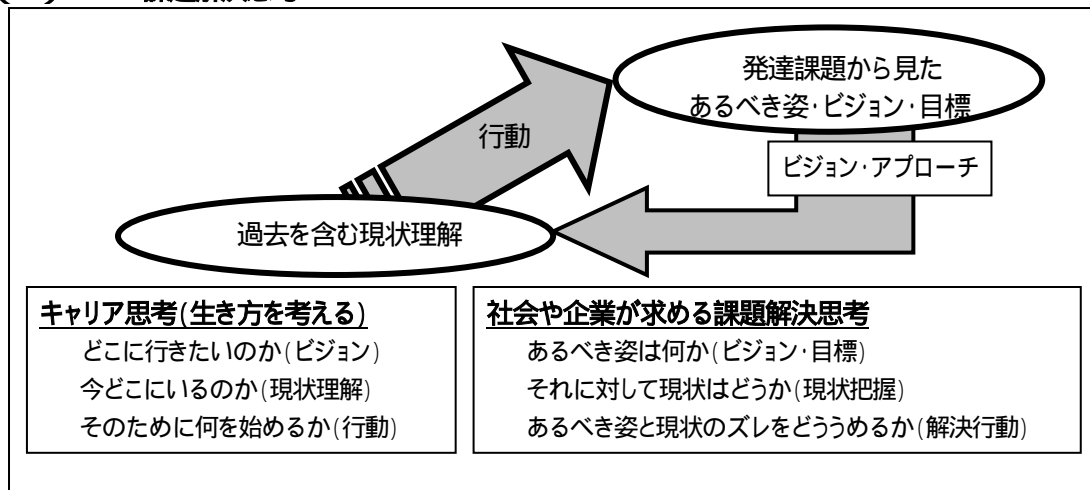 発達課題から見た
あるべき姿・ビジョン・目標
行動
ビジョン・アプローチ
過去を含む現状理解
キャリア思考(生き方を考える)
どこに行きたいのか(ビジョン)
今どこにいるのか(現状理解)
そのために何を始めるか(行動)
社会や企業が求める課題解決思考
あるべき姿は何か(ビジョン・目標)
それに対して現状はどうか(現状把握)
あるべき姿と現状のズレをどううめるか(解決行動)